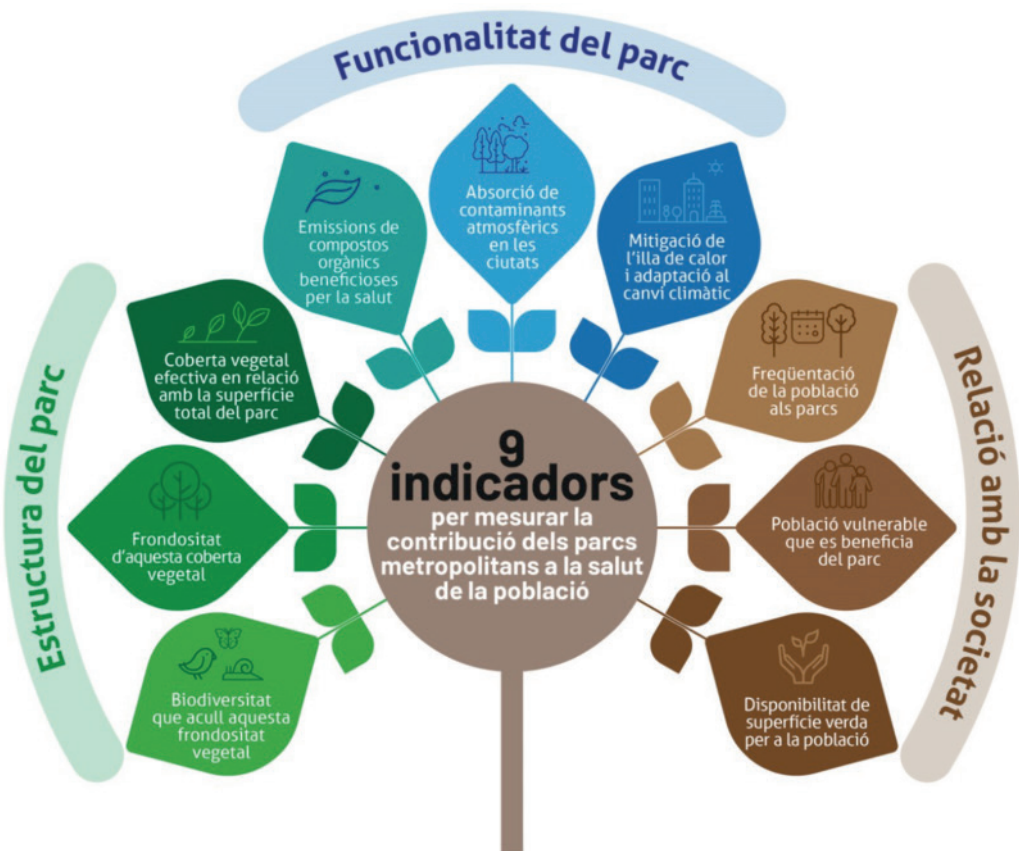 Funcionalitat del parc
Estructura del parc
Relació amb la societat
Emissions de
compostos
orgànics
beneficioses
per la salut
Absorció de
contaminants
atmosfèrics
en les
ciutats
Mitigació de
l'illa de calor
i adaptació al
canvi climàtic
Coberta vegetal
efectiva en relació
amb la superfície
total del parc
Freqüentació
de la població
als parcs
Frondositat
d'aquesta coberta
vegetal
9
indicadors
per mesurar la
contribució dels parcs
metropolitans a la salut
de la població
Població vulnerable
que es beneficia
del parc
Biodiversitat
que acull aquesta
frondositat
vegetal
Disponibilitat de
superfície verda
per a la població